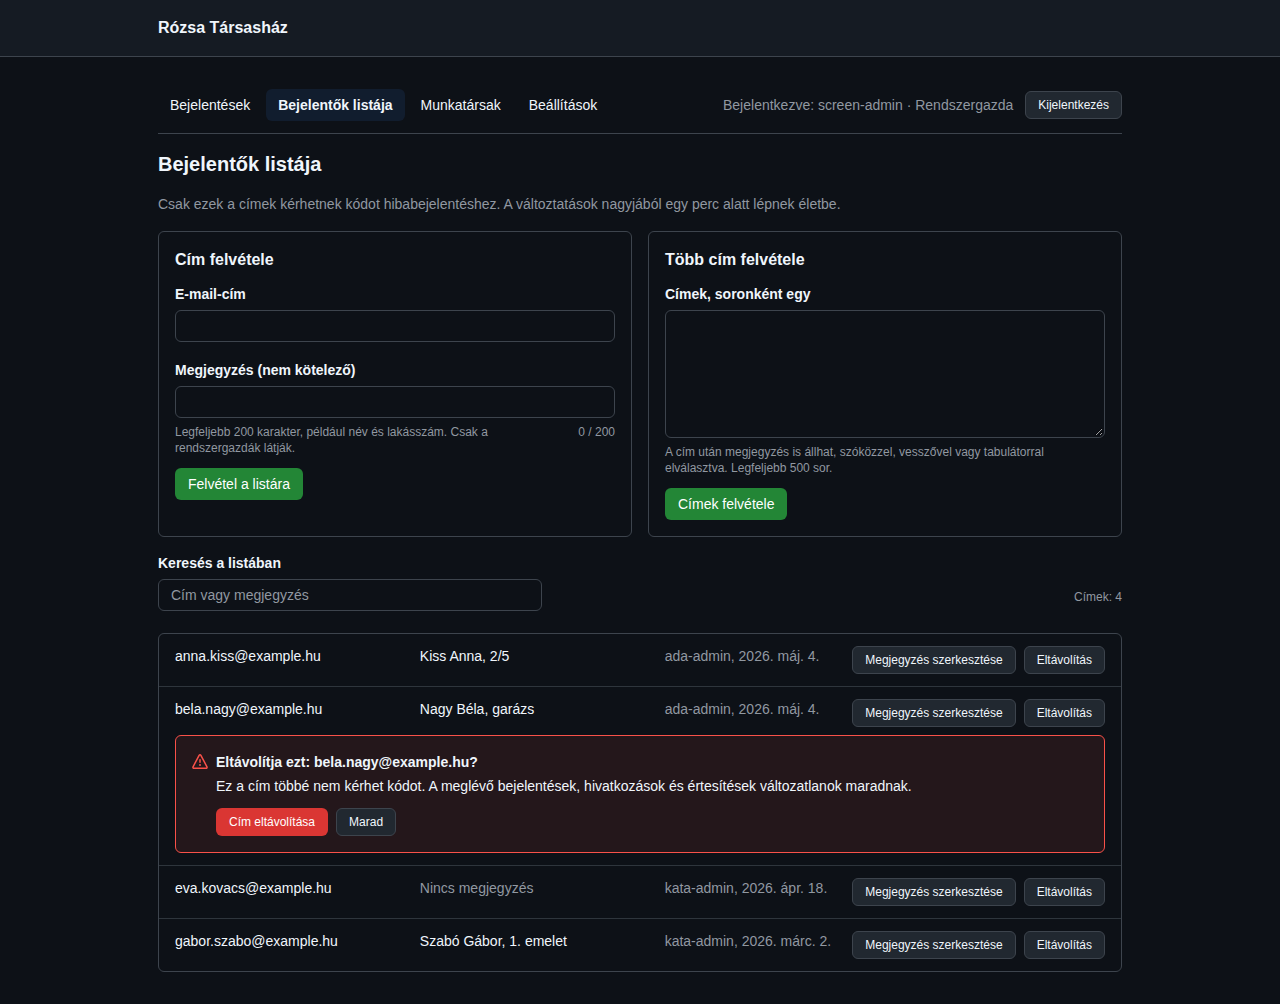 Rózsa Társasház
Bejelentések
Bejelentők listája
Munkatársak
Beállítások
Bejelentkezve: screen-admin · Rendszergazda
Kijelentkezés
Bejelentők listája
Csak ezek a címek kérhetnek kódot hibabejelentéshez. A változtatások nagyjából egy perc alatt lépnek életbe.
Cím felvétele
E-mail-cím
Megjegyzés (nem kötelező)
Legfeljebb 200 karakter, például név és lakásszám. Csak a
rendszergazdák látják.
0 / 200
Felvétel a listára
Több cím felvétele
Címek, soronként egy
A cím után megjegyzés is állhat, szóközzel, vesszővel vagy tabulátorral
elválasztva. Legfeljebb 500 sor.
Címek felvétele
Keresés a listában
Cím vagy megjegyzés
Címek: 4
anna.kiss@example.hu Kiss Anna, 2/5 ada-admin, 2026. máj. 4. Megjegyzés szerkesztése Eltávolítás
bela.nagy@example.hu Nagy Béla, garázs ada-admin, 2026. máj. 4. Megjegyzés szerkesztése Eltávolítás
Eltávolítja ezt: bela.nagy@example.hu?
Ez a cím többé nem kérhet kódot. A meglévő bejelentések, hivatkozások és értesítések változatlanok maradnak.
Cím eltávolítása Marad
eva.kovacs@example.hu Nincs megjegyzés kata-admin, 2026. ápr. 18. Megjegyzés szerkesztése Eltávolítás
gabor.szabo@example.hu Szabó Gábor, 1. emelet kata-admin, 2026. márc. 2. Megjegyzés szerkesztése Eltávolítás